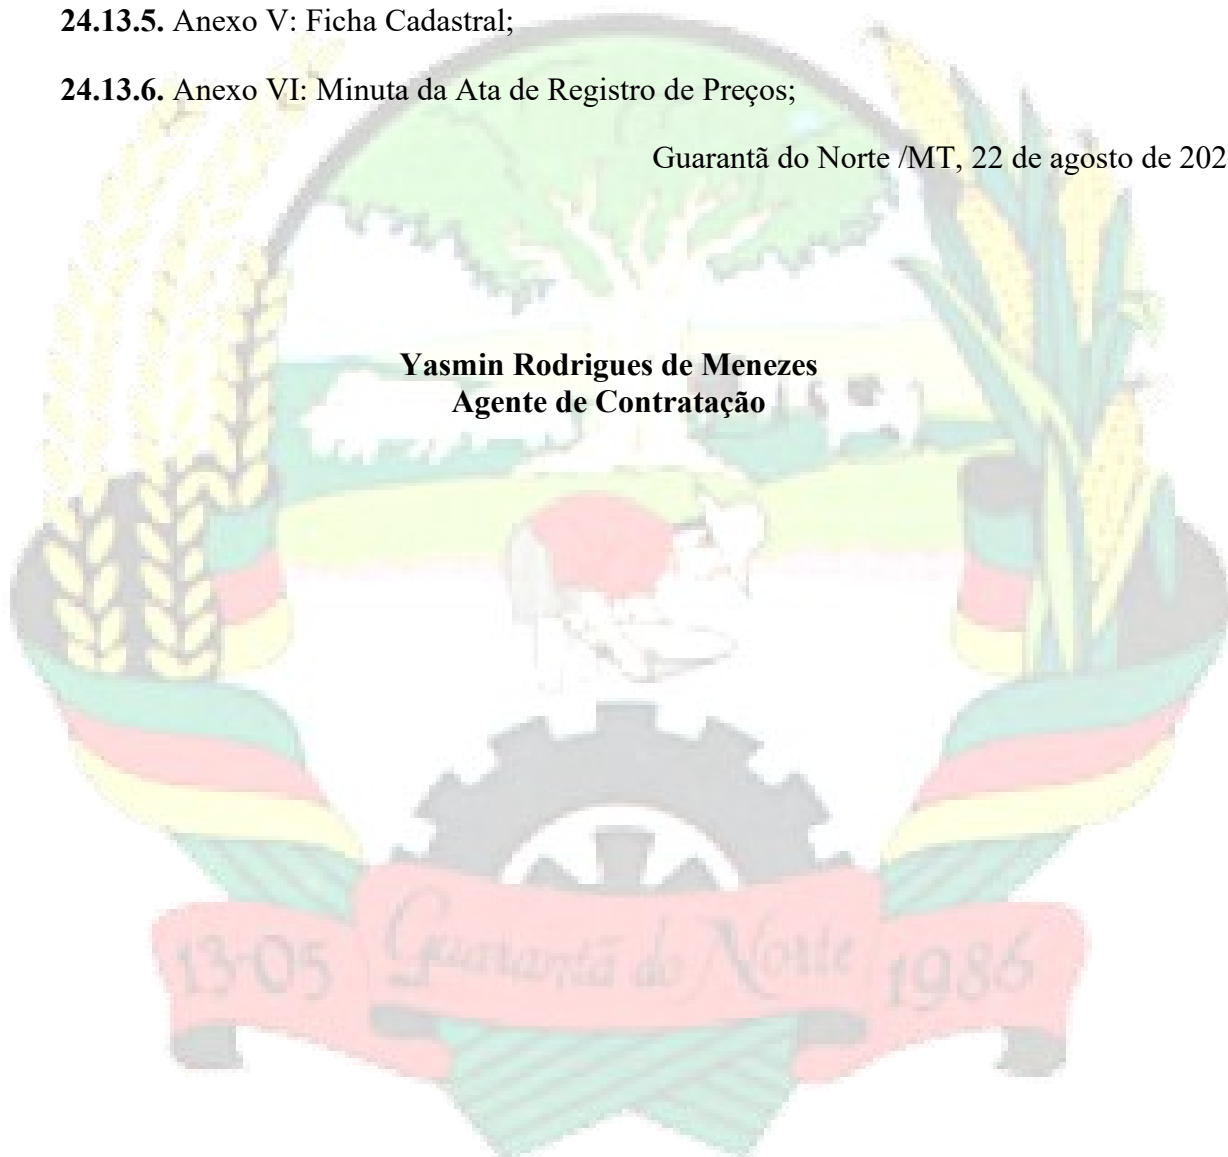 24.13.5. Anexo V: Ficha Cadastral;
24.13.6. Anexo VI: Minuta da Ata de Registro de Preços;
Guarantã do Norte /MT, 22 de agosto de 202
Yasmin Rodrigues de Menezes
Agente de Contratação
13-05 Guarantã do Norte 1986